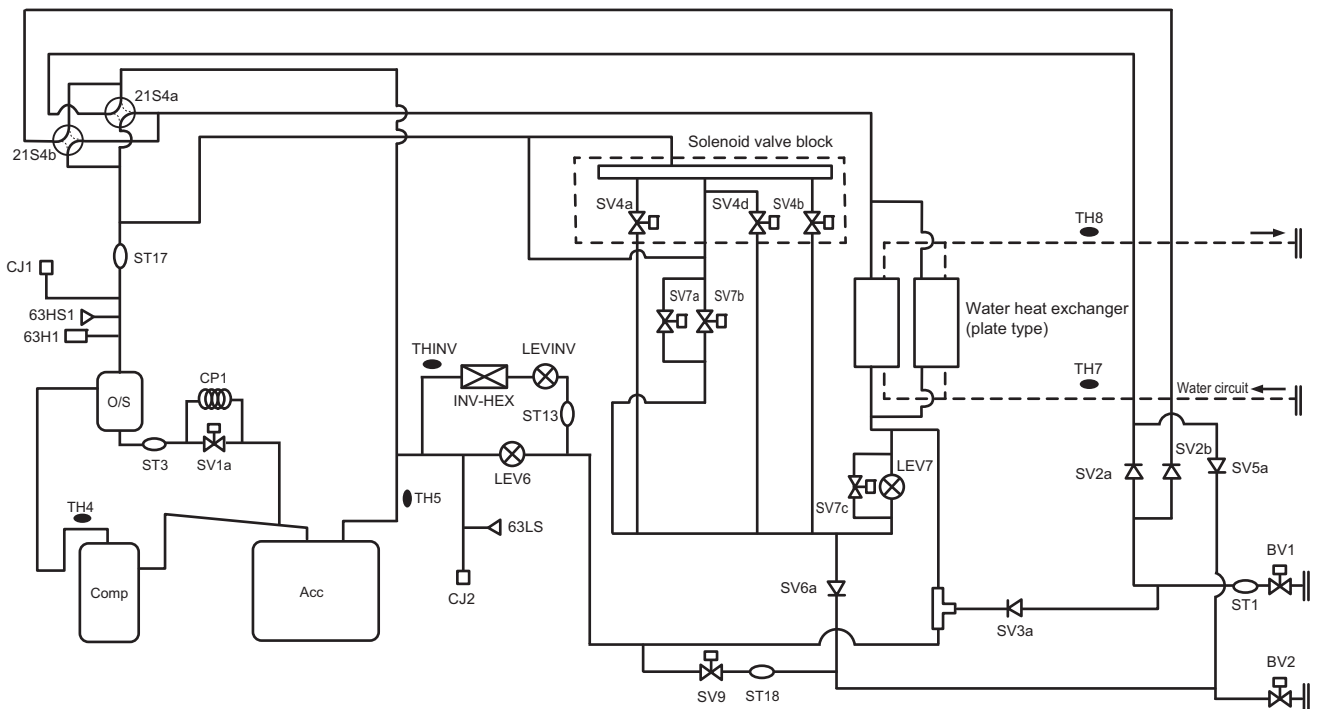 21S4a
21S4b
Solenoid valve block
SV4a
SV4d
SV4b
TH8
ST17
CJ1
63HS1
63H1
SV7a
SV7b
Water heat exchanger
(plate type)
THINV
LEVINV
TH7
Water circuit
CP1
INV-HEX
O/S
ST13
ST3
SV1a
LEV6
LEV7
SV2a
SV2b
SV5a
TH4
TH5
SV7c
63LS
BV1
Comp
Acc
CJ2
SV6a
ST1
SV3a
BV2
SV9
ST18